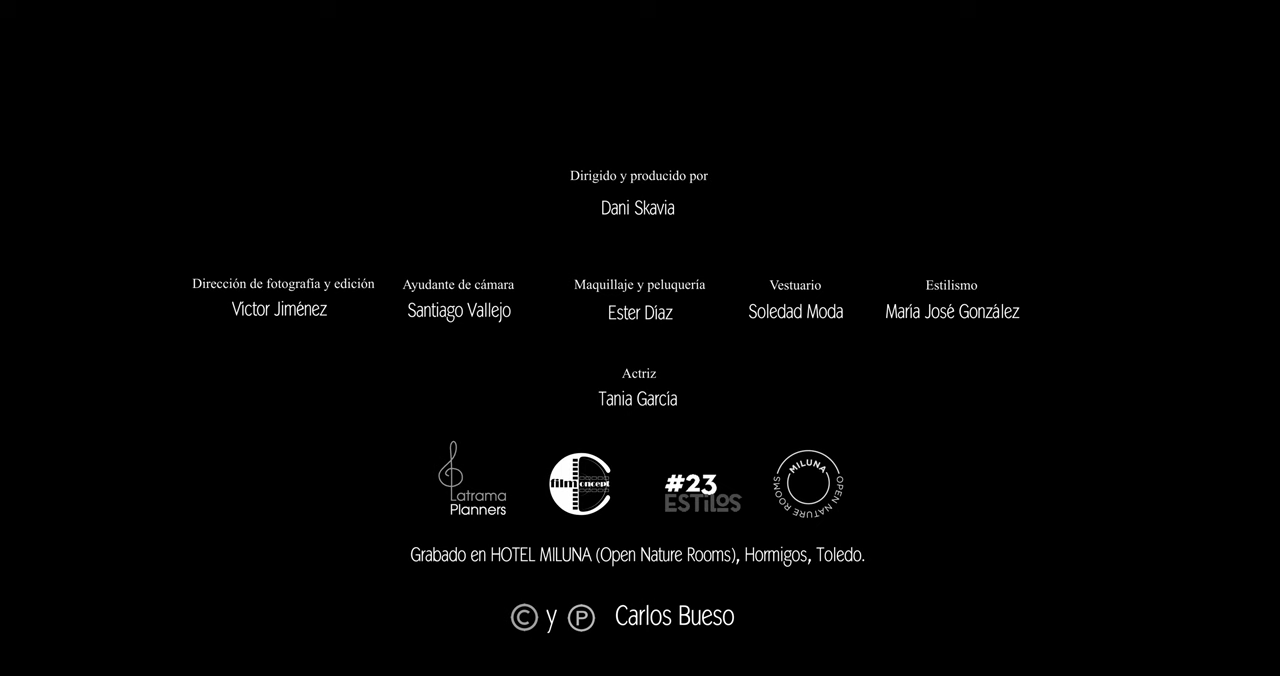 Dirigido y producido por
Dani Skavia
Dirección de fotografía y edición
Víctor Jiménez
Ayudante de cámara
Santiago Vallejo
Maquillaje y peluquería
Ester Díaz
Vestuario
Soledad Moda
Estilismo
María José González
Actriz
Tania García
Latrama
Planners
film concept
#23
ESTiLOS
MILUNA
OPEN NATURE ROOMS
Grabado en HOTEL MILUNA (Open Nature Rooms), Hormigos, Toledo.
© y ℗ Carlos Bueso